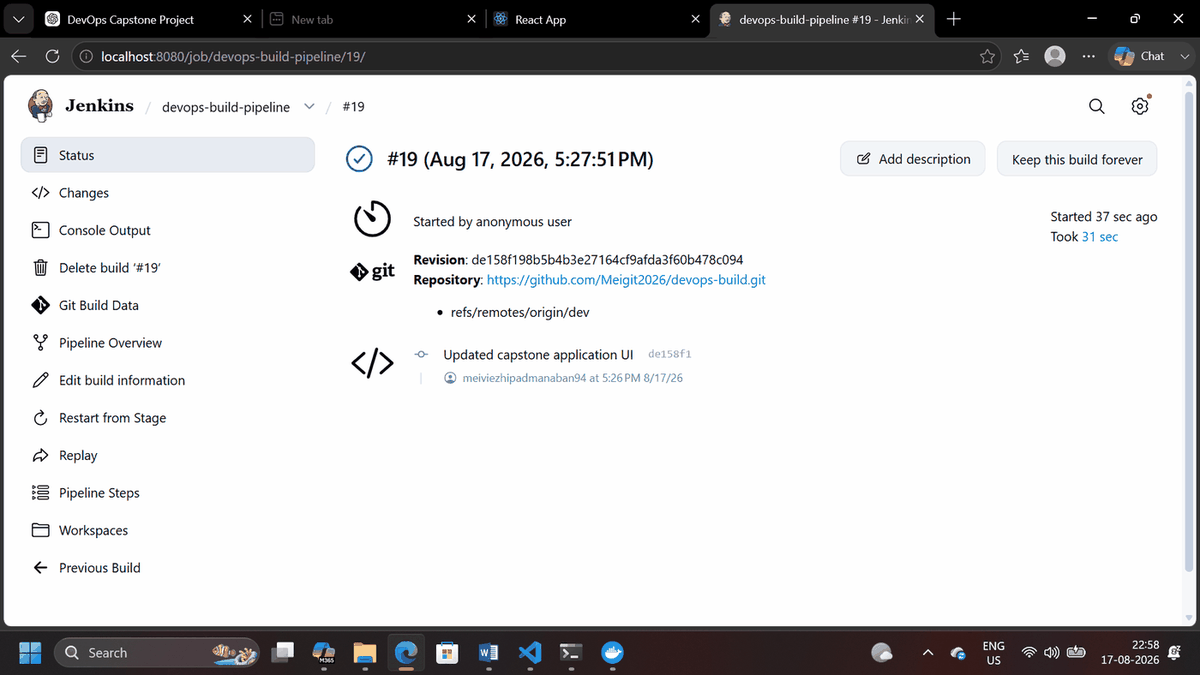 DevOps Capstone Project
New tab
React App
devops-build-pipeline #19 - Jenkin
localhost:8080/job/devops-build-pipeline/19/
Chat
Jenkins / devops-build-pipeline / #19
Status
Changes
Console Output
Delete build ‘#19’
Git Build Data
Pipeline Overview
Edit build information
Restart from Stage
Replay
Pipeline Steps
Workspaces
Previous Build
#19 (Aug 17, 2026, 5:27:51 PM)
Add description
Keep this build forever
Started by anonymous user
Started 37 sec ago
Took 31 sec
git
Revision: de158f198b5b4b3e27164cf9afda3f60b478c094
Repository: https://github.com/Meigit2026/devops-build.git
• refs/remotes/origin/dev
Updated capstone application UI de158f1
meiviezhipadmanaban94 at 5:26 PM 8/17/26
Search
M365
ENG
US
22:58
17-08-2026